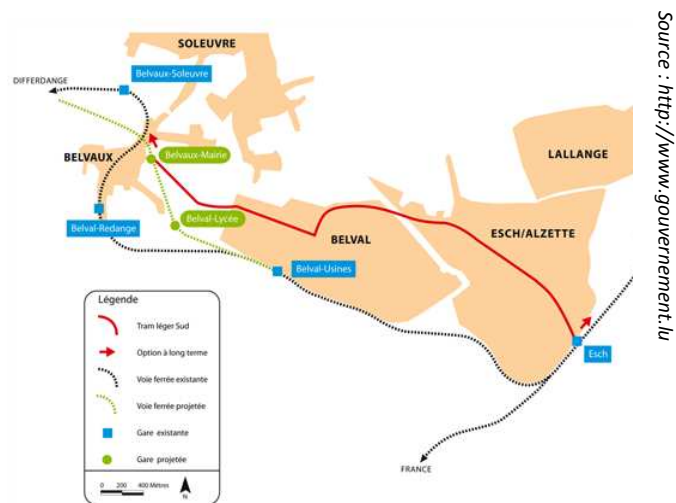 SOLEUVRE
DIFFERDANGE
Belvaux-Soleuvre
BELVAUX
Belvaux-Mairie
LALLANGE
Belval-Redange
Belval-Lycée
BELVAL
ESCH/ALZETTE
Belval-Usines
Esch
FRANCE
Légende
Tram léger Sud
Option à long terme
Voie ferrée existante
Voie ferrée projetée
Gare existante
Gare projetée
0 200 400 Mètres
N
Source : http://www.gouvernement.lu